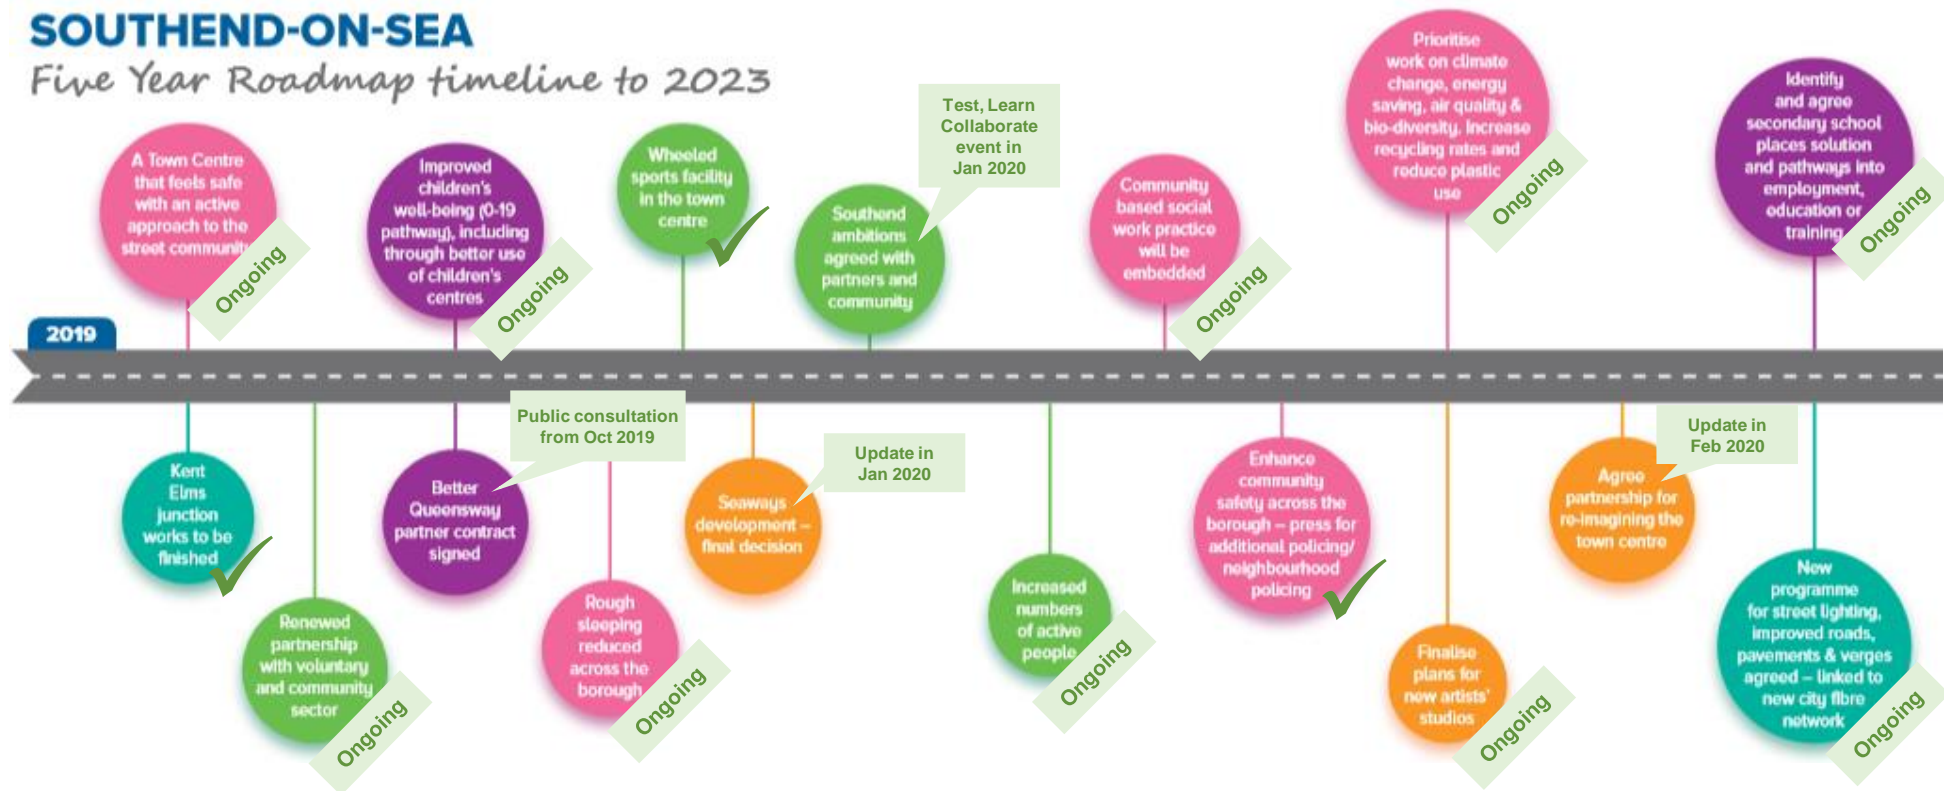 SOUTHEND-ON-SEA
Five Year Roadmap timeline to 2023
A Town Centre
that feels safe
with an active
approach to the
street community
Ongoing
Improved
children's
well-being (0-19
pathway), including
through better use
of children's
centres
Ongoing
Wheeled
sports facility
in the town
centre
Southend
ambitions
agreed with
partners and
community
Test, Learn
Collaborate
event in
Jan 2020
Community
based social
work practice
will be
embedded
Ongoing
Prioritise
work on climate
change, energy
saving, air quality &
bio-diversity. Increase
recycling rates and
reduce plastic
use
Ongoing
Identify
and agree
secondary school
places solution
and pathways into
employment,
education or
training
Ongoing
2019
Kent
Elms
junction
works to be
finished
Renewed
partnership
with voluntary
and community
sector
Ongoing
Better
Queensway
partner contract
signed
Public consultation
from Oct 2019
Rough
sleeping
reduced
across the
borough
Ongoing
Seaways
development –
final decision
Update in
Jan 2020
Increased
numbers
of active
people
Ongoing
Enhance
community
safety across the
borough – press for
additional policing/
neighbourhood
policing
Finalise
plans for
new artists'
studios
Ongoing
Agree
partnership for
re-imagining the
town centre
Update in
Feb 2020
New
programme
for street lighting,
improved roads,
pavements & verges
agreed – linked to
new city fibre
network
Ongoing